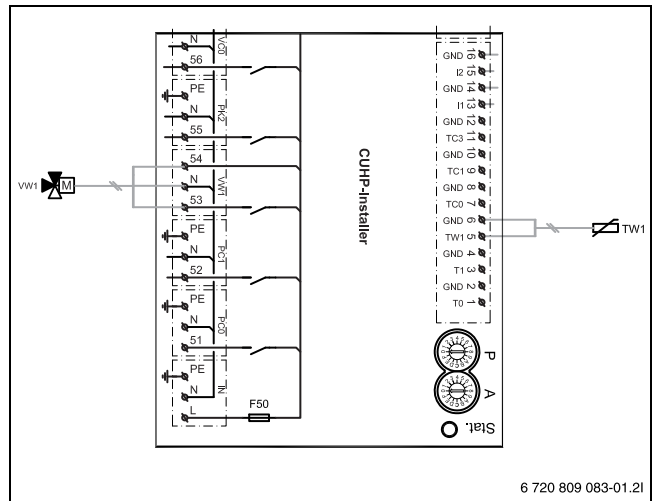 N
VC0
56
PE
N
PK2
55
54
N
VW1
53
PE
N
PC1
52
PE
N
PC0
51
PE
N
IN
L
F50
VW1
M
CUHP-Installer
GND 16
I2 15
GND 14
I1 13
GND 12
TC3 11
GND 10
TC1 9
GND 8
TC0 7
GND 6
TW1 5
GND 4
T1 3
GND 2
T0 1
TW1
P
A
Stat.
6 720 809 083-01.2I